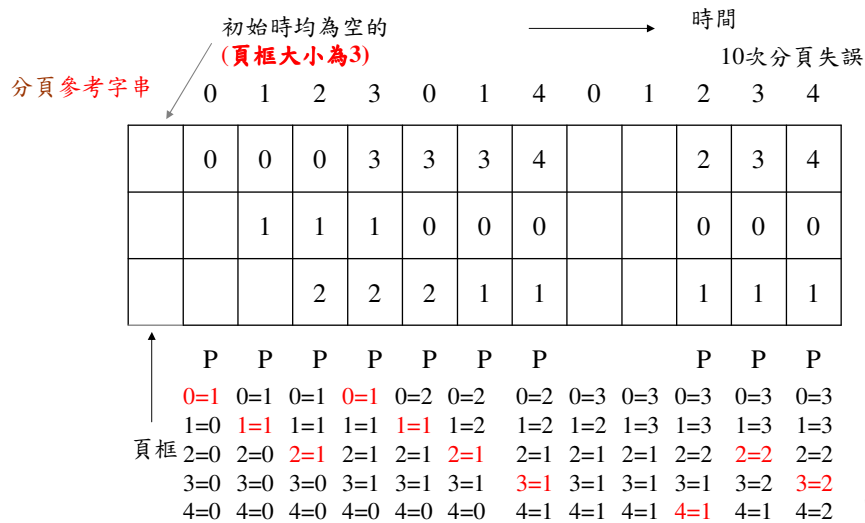 初始時均為空的
時間
(頁框大小為3)
10次分頁失誤
分頁參考字串 0 1 2 3 0 1 4 0 1 2 3 4
0 0 0 3 3 3 4 2 3 4
1 1 1 0 0 0 0 0 0
2 2 2 1 1 1 1 1
P P P P P P P P P P
0=1 0=1 0=1 0=1 0=2 0=2 0=2 0=3 0=3 0=3 0=3 0=3
1=0 1=1 1=1 1=1 1=1 1=2 1=2 1=2 1=3 1=3 1=3 1=3
頁框 2=0 2=0 2=1 2=1 2=1 2=1 2=1 2=1 2=1 2=2 2=2 2=2
3=0 3=0 3=0 3=1 3=1 3=1 3=1 3=1 3=1 3=1 3=2 3=2
4=0 4=0 4=0 4=0 4=0 4=0 4=1 4=1 4=1 4=1 4=1 4=2